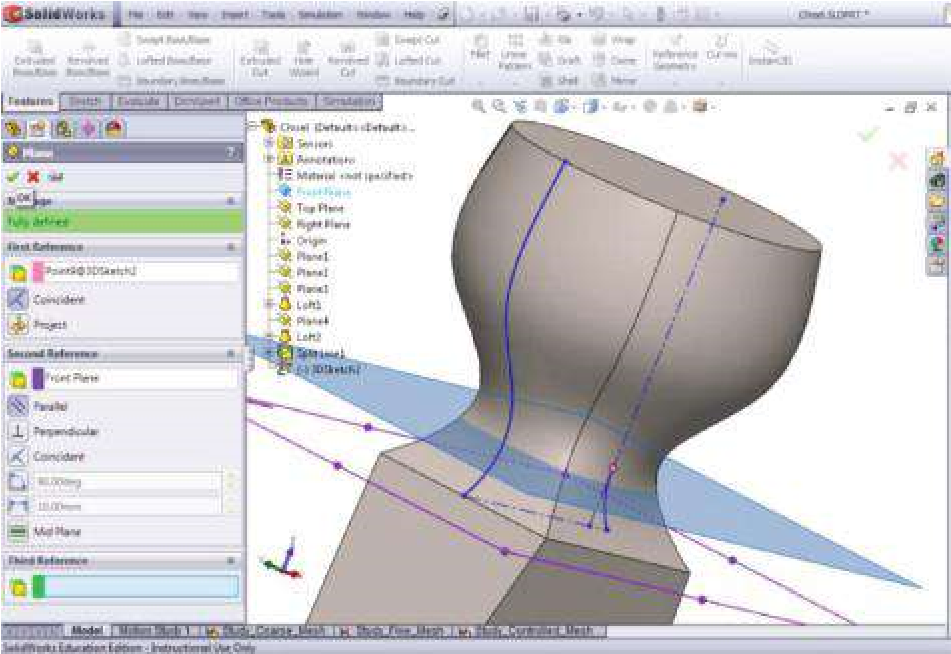 SolidWorks File Edit View Insert Tools Simulation Window Help Chisel.SLDPRT *
Swept Boss/Base Swept Cut Rib Wrap
Extruded Boss/Base Revolved Boss/Base Lofted Boss/Base Extruded Cut Hole Wizard Revolved Cut Lofted Cut Fillet Linear Pattern Draft Dome Reference Geometry Curves Instant3D
Boundary Boss/Base Boundary Cut Shell Mirror
Features Sketch Evaluate DimXpert Office Products Simulation
Plane ?
OK
Fully defined
First Reference
Point9@3DSketch2
Coincident
Project
Second Reference
Front Plane
Parallel
Perpendicular
Coincident
90.00deg
10.00mm
Mid Plane
Third Reference
Chisel (Default<<Default>...
Sensors
Annotations
Material <not specified>
Front Plane
Top Plane
Right Plane
Origin
Plane1
Plane2
Plane3
Loft1
Plane4
Loft2
Split Line1
(-) 3DSketch2
Model Motion Study 1 Study_Coarse_Mesh Study_Fine_Mesh Study_Controlled_Mesh
SolidWorks Education Edition - Instructional Use Only